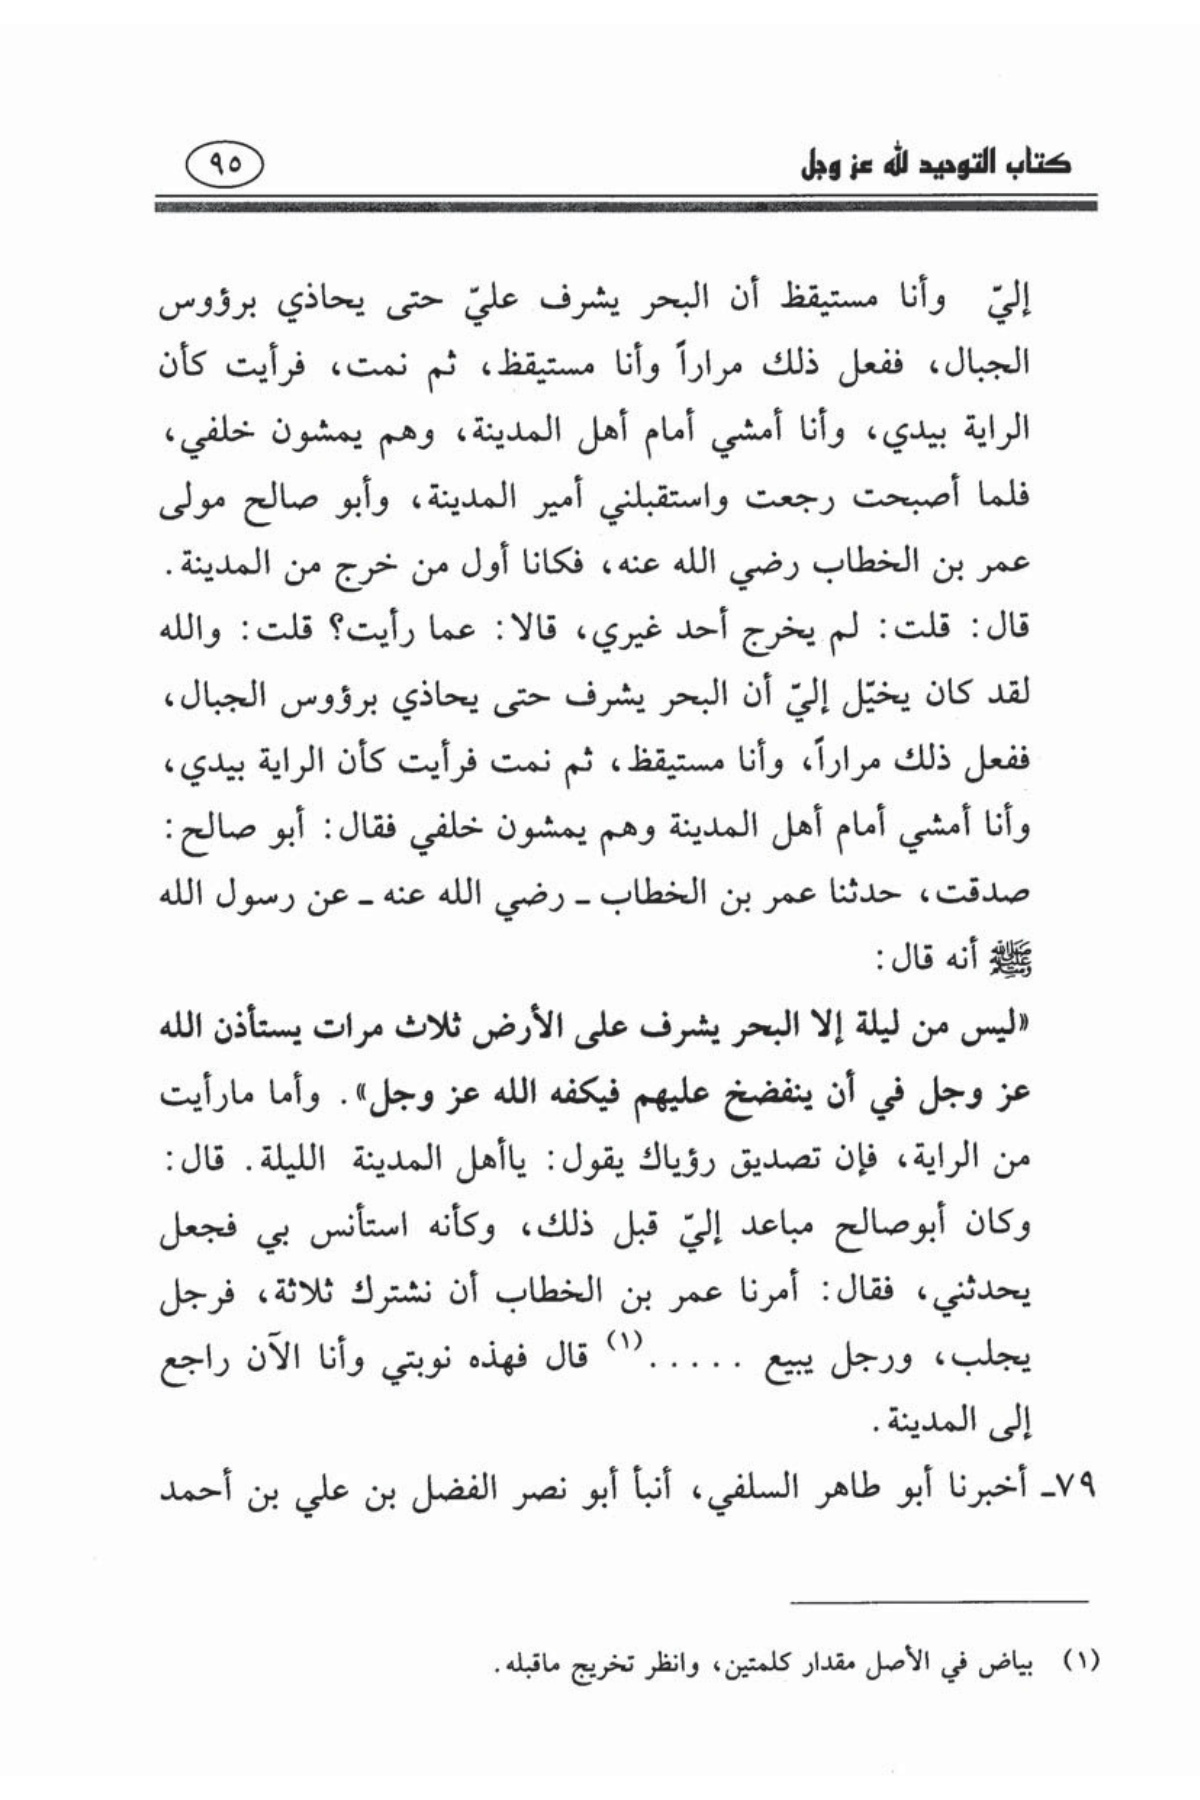 كتاب التوحيد لله عز وجل
٩٥
إليّ وأنا مستيقظ أن البحر يشرف عليّ حتى يحاذي برؤوس
الجبال، ففعل ذلك مراراً وأنا مستيقظ، ثم نمت، فرأيت كأن
الراية بيدي، وأنا أمشي أمام أهل المدينة، وهم يمشون خلفي،
فلما أصبحت رجعت واستقبلني أمير المدينة، وأبو صالح مولى
عمر بن الخطاب رضي الله عنه، فكانا أول من خرج من المدينة.
قال: قلت: لم يخرج أحد غيري، قالا: عما رأيت؟ قلت: والله
لقد كان يخيّل إليّ أن البحر يشرف حتى يحاذي برؤوس الجبال،
ففعل ذلك مراراً، وأنا مستيقظ، ثم نمت فرأيت كأن الراية بيدي،
وأنا أمشي أمام أهل المدينة وهم يمشون خلفي فقال: أبو صالح:
صدقت، حدثنا عمر بن الخطاب ـ رضي الله عنه ـ عن رسول الله
ﷺ أنه قال:
«ليس من ليلة إلا البحر يشرف على الأرض ثلاث مرات يستأذن الله
عز وجل في أن ينفضخ عليهم فيكفه الله عز وجل». وأما مارأيت
من الراية، فإن تصديق رؤياك يقول: ياأهل المدينة الليلة. قال:
وكان أبوصالح مباعد إليّ قبل ذلك، وكأنه استأنس بي فجعل
يحدثني، فقال: أمرنا عمر بن الخطاب أن نشترك ثلاثة، فرجل
يجلب، ورجل يبيع . . . . .(١) قال فهذه نوبتي وأنا الآن راجع
إلى المدينة.
٧٩ـ أخبرنا أبو طاهر السلفي، أنبأ أبو نصر الفضل بن علي بن أحمد
(١) بياض في الأصل مقدار كلمتين، وانظر تخريج ماقبله.